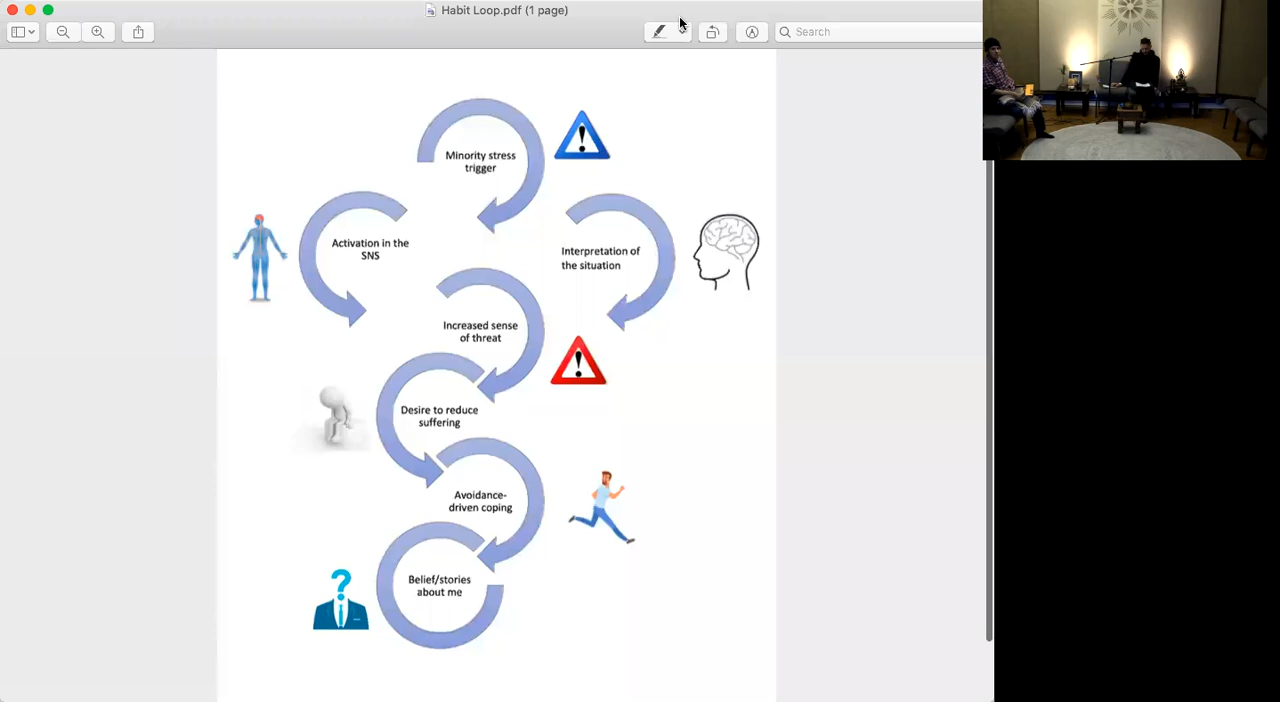 Habit Loop.pdf (1 page)
Search
Minority stress
trigger
Activation in the
SNS
Interpretation of
the situation
Increased sense
of threat
Desire to reduce
suffering
Avoidance-
driven coping
Belief/stories
about me